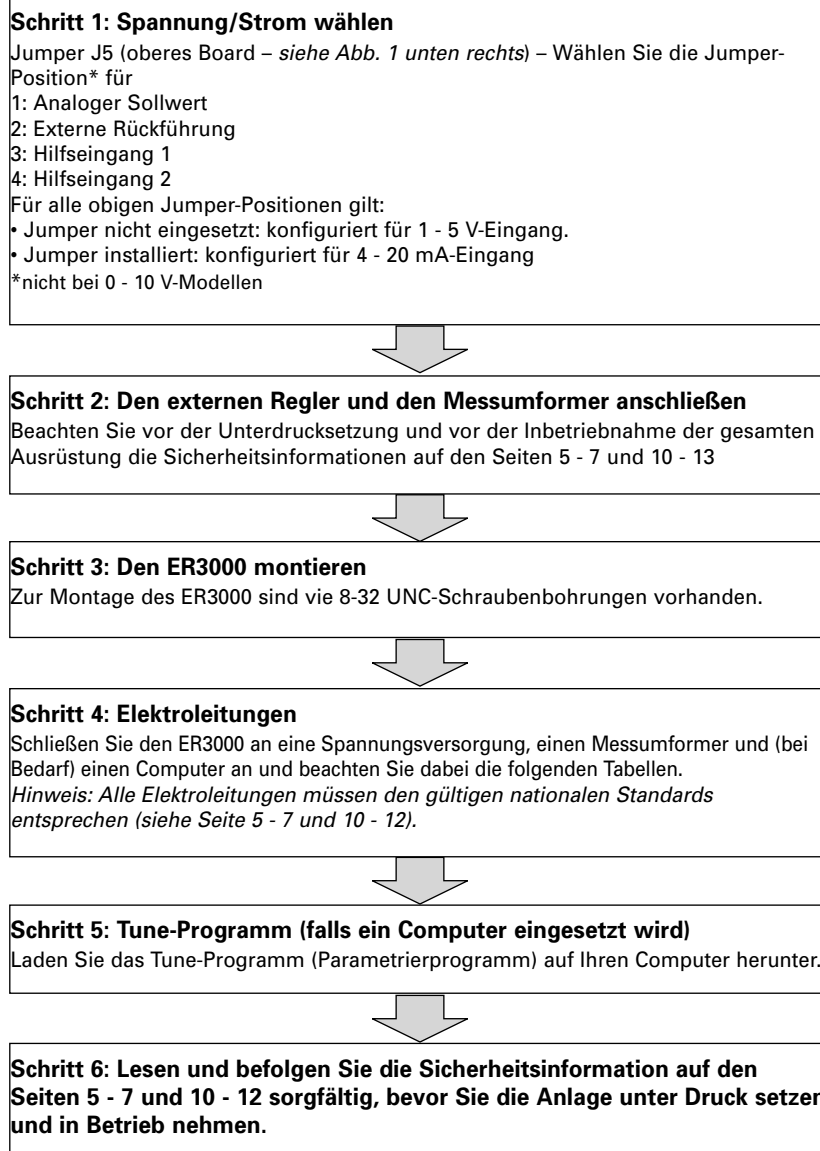 Schritt 1: Spannung/Strom wählen
Jumper J5 (oberes Board – siehe Abb. 1 unten rechts) – Wählen Sie die Jumper-
Position* für
1: Analoger Sollwert
2: Externe Rückführung
3: Hilfseingang 1
4: Hilfseingang 2
Für alle obigen Jumper-Positionen gilt:
• Jumper nicht eingesetzt: konfiguriert für 1 - 5 V-Eingang.
• Jumper installiert: konfiguriert für 4 - 20 mA-Eingang
*nicht bei 0 - 10 V-Modellen
Schritt 2: Den externen Regler und den Messumformer anschließen
Beachten Sie vor der Unterdrucksetzung und vor der Inbetriebnahme der gesamten
Ausrüstung die Sicherheitsinformationen auf den Seiten 5 - 7 und 10 - 13
Schritt 3: Den ER3000 montieren
Zur Montage des ER3000 sind vie 8-32 UNC-Schraubenbohrungen vorhanden.
Schritt 4: Elektroleitungen
Schließen Sie den ER3000 an eine Spannungsversorgung, einen Messumformer und (bei
Bedarf) einen Computer an und beachten Sie dabei die folgenden Tabellen.
Hinweis: Alle Elektroleitungen müssen den gültigen nationalen Standards
entsprechen (siehe Seite 5 - 7 und 10 - 12).
Schritt 5: Tune-Programm (falls ein Computer eingesetzt wird)
Laden Sie das Tune-Programm (Parametrierprogramm) auf Ihren Computer herunter.
Schritt 6: Lesen und befolgen Sie die Sicherheitsinformation auf den
Seiten 5 - 7 und 10 - 12 sorgfältig, bevor Sie die Anlage unter Druck setzen
und in Betrieb nehmen.